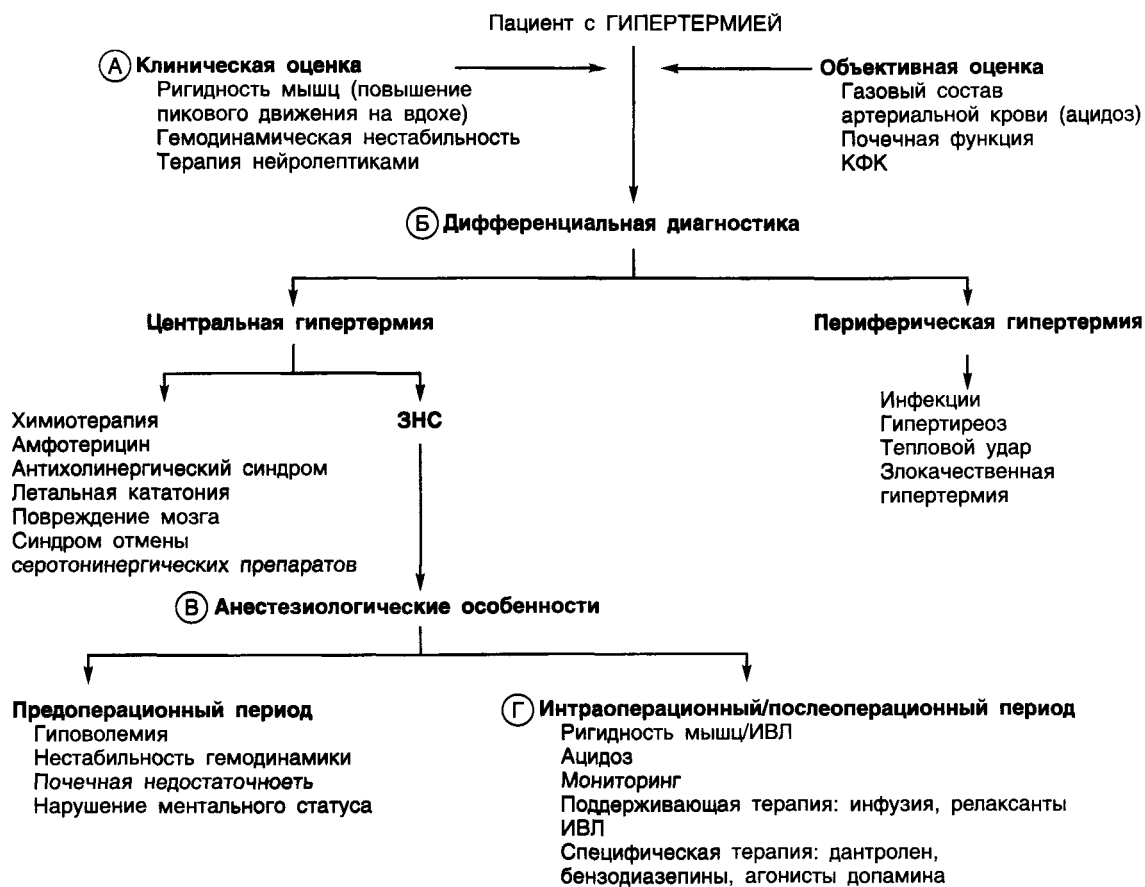 Пациент с ГИПЕРТЕРМИЕЙ
А Клиническая оценка
Ригидность мышц (повышение
пикового движения на вдохе)
Гемодинамическая нестабильность
Терапия нейролептиками
Объективная оценка
Газовый состав
артериальной крови (ацидоз)
Почечная функция
КФК
Б Дифференциальная диагностика
Центральная гипертермия
Периферическая гипертермия
Химиотерапия
Амфотерицин
Антихолинергический синдром
Летальная кататония
Повреждение мозга
Синдром отмены
серотонинергических препаратов
ЗНС
Инфекции
Гипертиреоз
Тепловой удар
Злокачественная
гипертермия
В Анестезиологические особенности
Предоперационный период
Гиповолемия
Нестабильность гемодинамики
Почечная недостаточноеть
Нарушение ментального статуса
Г Интраоперационный/послеоперационный период
Ригидность мышц/ИВЛ
Ацидоз
Мониторинг
Поддерживающая терапия: инфузия, релаксанты
ИВЛ
Специфическая терапия: дантролен,
бензодиазепины, агонисты допамина